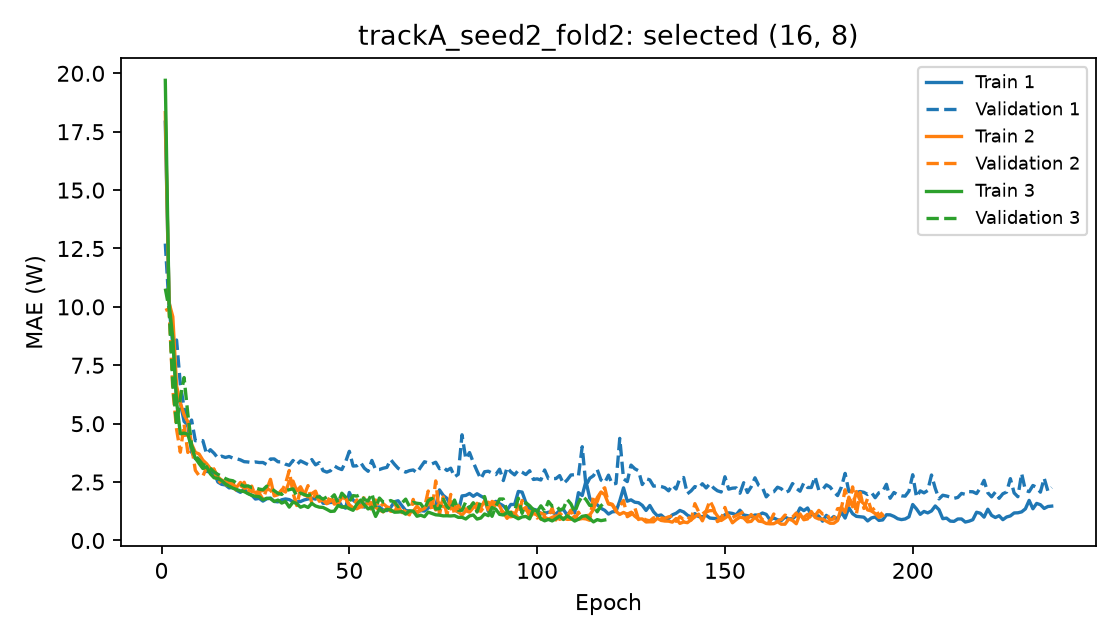 trackA_seed2_fold2: selected (16, 8)
MAE (W)
20.0
17.5
15.0
12.5
10.0
7.5
5.0
2.5
0.0
Train 1
Validation 1
Train 2
Validation 2
Train 3
Validation 3
0
50
100
150
200
Epoch